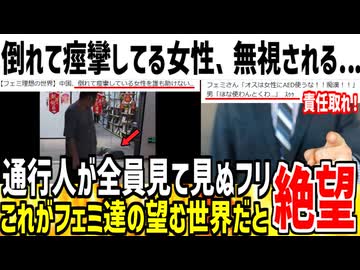 倒れて痙攣してる女性、無視される...
【フェミ理想の世界】中国、倒れて痙攣している女性を誰も助けない。
フェミさん「オスは女性にAED使うな!!痴漢!!」
男「ほな使わんとくわ…」
責任取れ!
通行人が全員見て見ぬフリ
これがフェミ達の望む世界だと
絶望